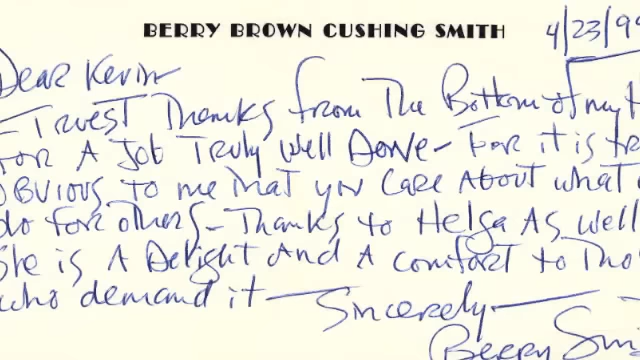 BERRY BROWN CUSHING SMITH
4/23/99
Dear Kevin
Truest Thanks from The Bottom of my
For A Job Truly Well Done - For it is
OBVIOUS To me That you CARE About what
do for others - Thanks to Helga As well
She is A Delight And A comfort to
who demand it — Sincerely —
Berry